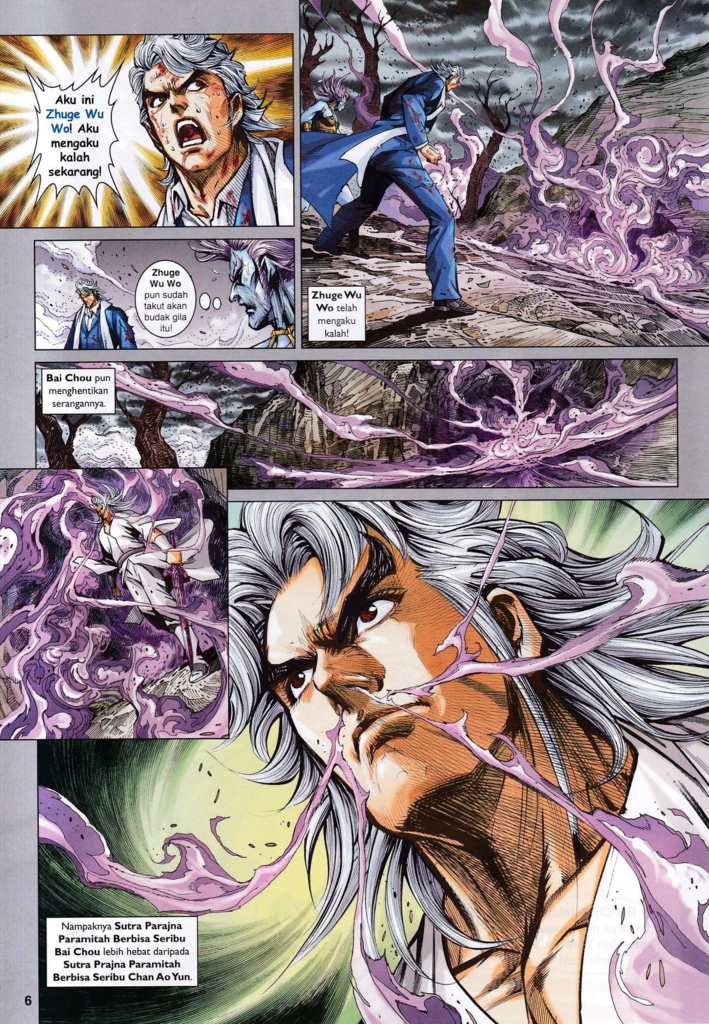 Aku ini
Zhuge Wu
Wo! Aku
mengaku
kalah
sekarang!
Zhuge Wu
Wo telah
mengaku
kalah!
Zhuge
Wu Wo
pun sudah
takut akan
budak gila
itu!
Bai Chou pun
menghentikan
serangannya.
Nampaknya Sutra Parajna
Paramitah Berbisa Seribu
Bai Chou lebih hebat daripada
Sutra Prajna Paramitah
Berbisa Seribu Chan Ao Yun.
6